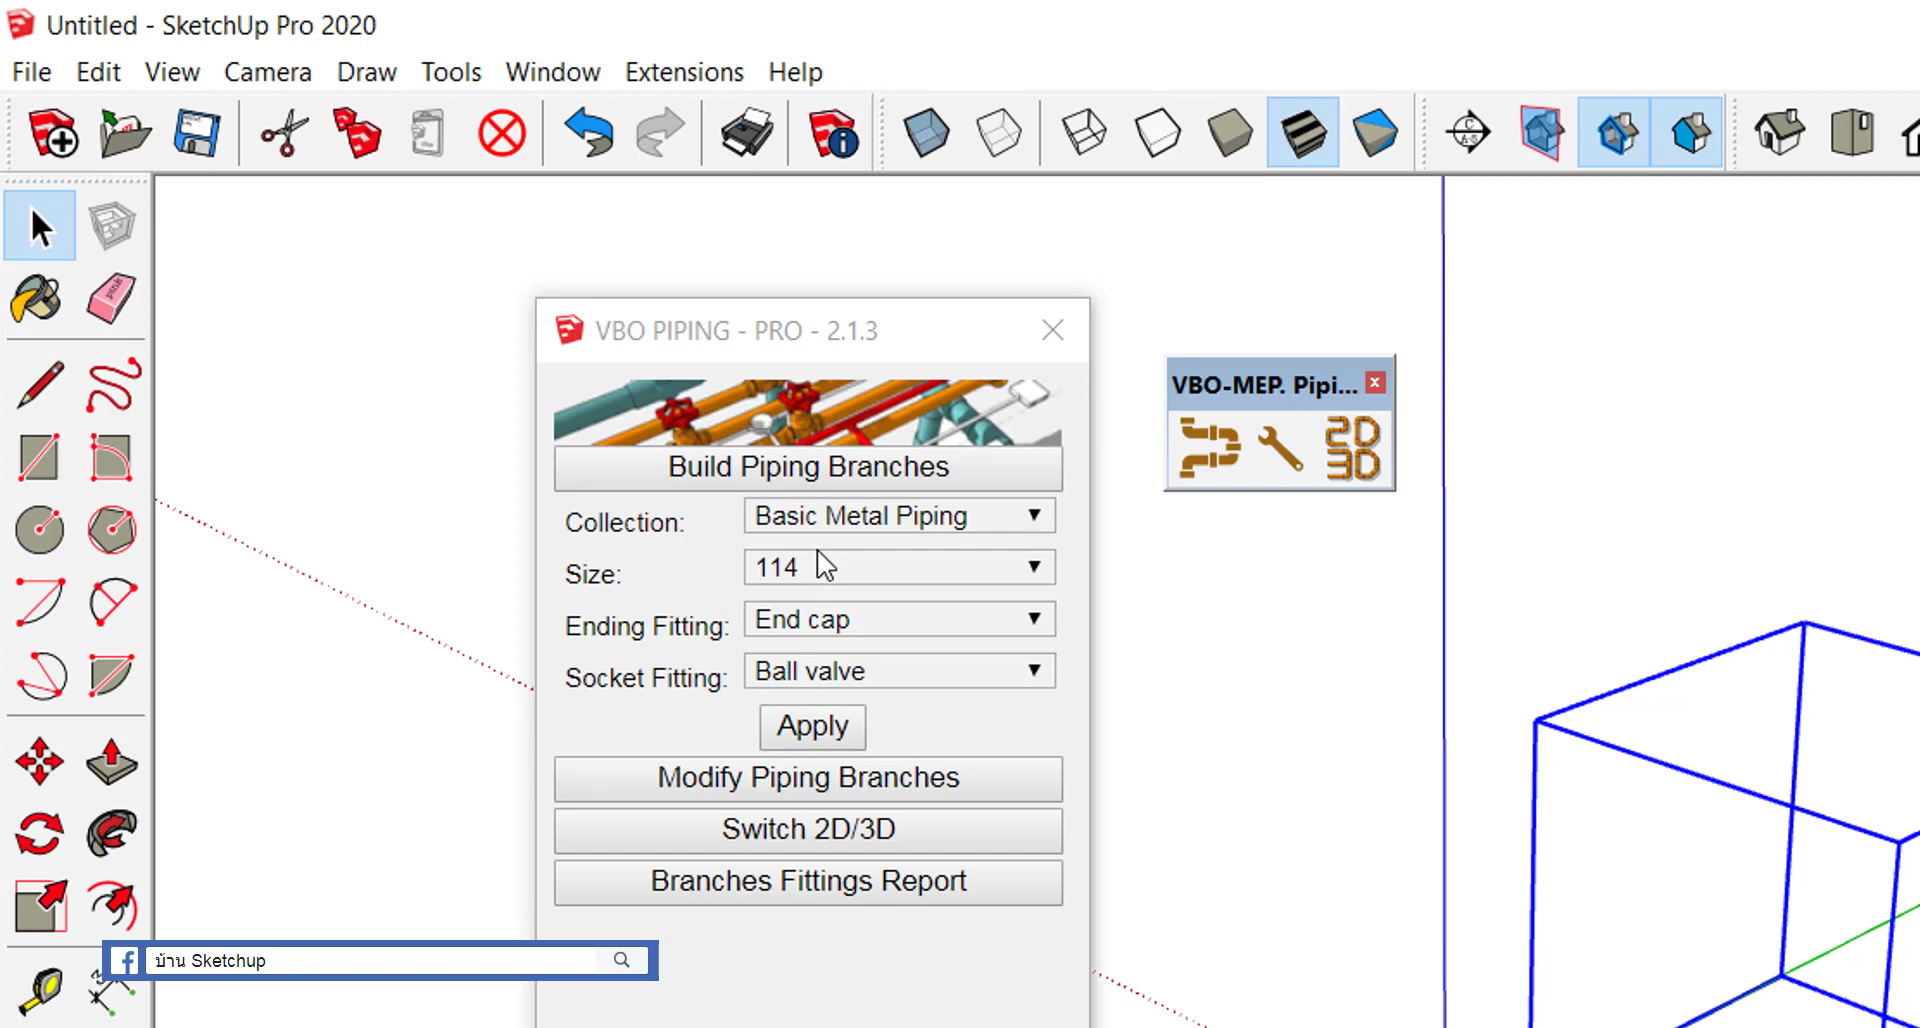 Untitled - SketchUp Pro 2020
File Edit View Camera Draw Tools Window Extensions Help
VBO PIPING - PRO - 2.1.3
VBO-MEP. Pipi...
2D
3D
Build Piping Branches
Collection: Basic Metal Piping
Size: 114
Ending Fitting: End cap
Socket Fitting: Ball valve
Apply
Modify Piping Branches
Switch 2D/3D
Branches Fittings Report
บ้าน Sketchup